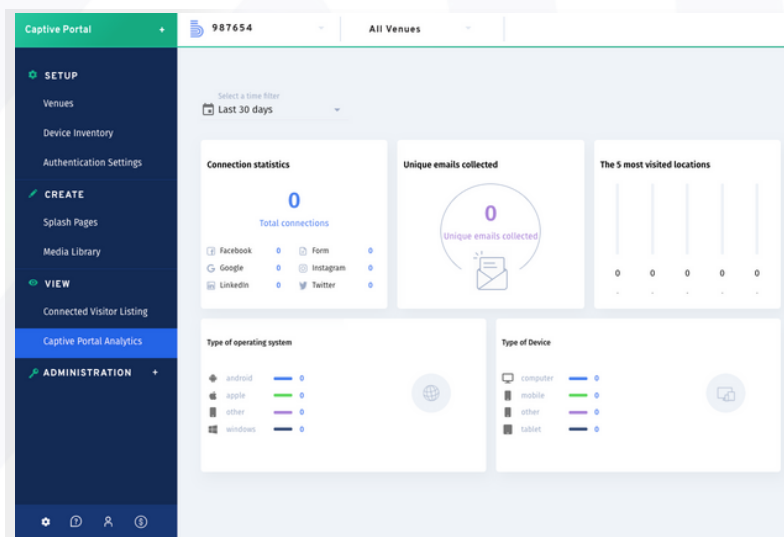 Captive Portal +
987654
All Venues
SETUP
Venues
Device Inventory
Authentication Settings
CREATE
Splash Pages
Media Library
VIEW
Connected Visitor Listing
Captive Portal Analytics
ADMINISTRATION +
Select a time filter
Last 30 days
Connection statistics
0
Total connections
Facebook 0 Form 0
Google 0 Instagram 0
LinkedIn 0 Twitter 0
Unique emails collected
0
Unique emails collected
The 5 most visited locations
0 0 0 0 0
- - - - -
Type of operating system
android 0
apple 0
other 0
windows 0
Type of Device
computer 0
mobile 0
other 0
tablet 0